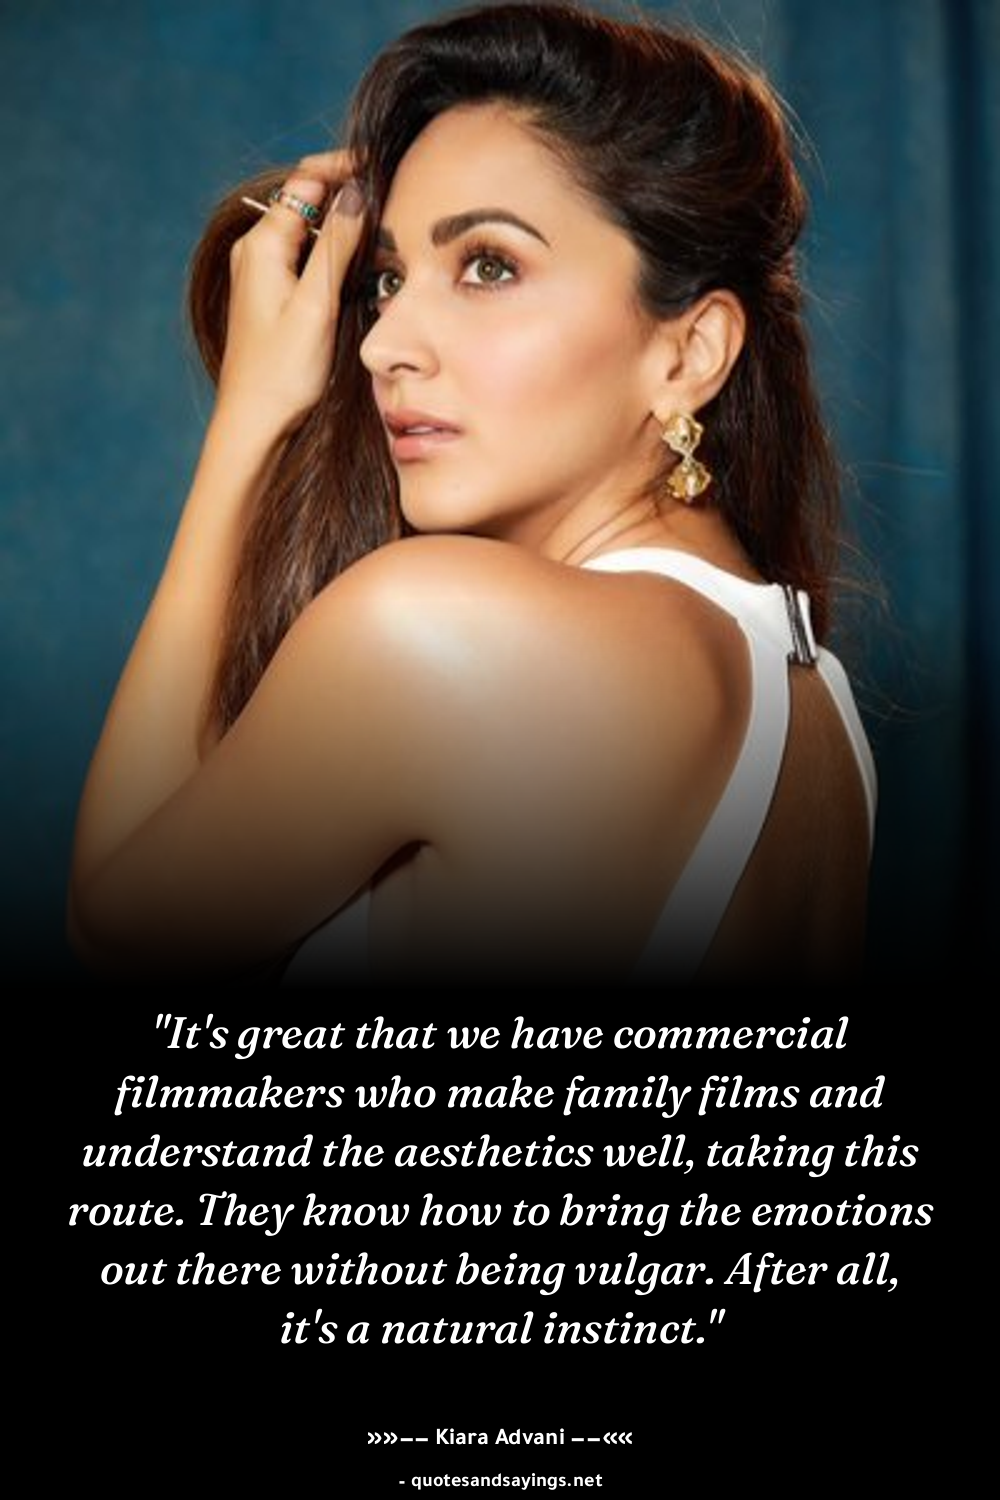 "It's great that we have commercial
filmmakers who make family films and
understand the aesthetics well, taking this
route. They know how to bring the emotions
out there without being vulgar. After all,
it's a natural instinct."
»»–– Kiara Advani ––««
- quotesandsayings.net